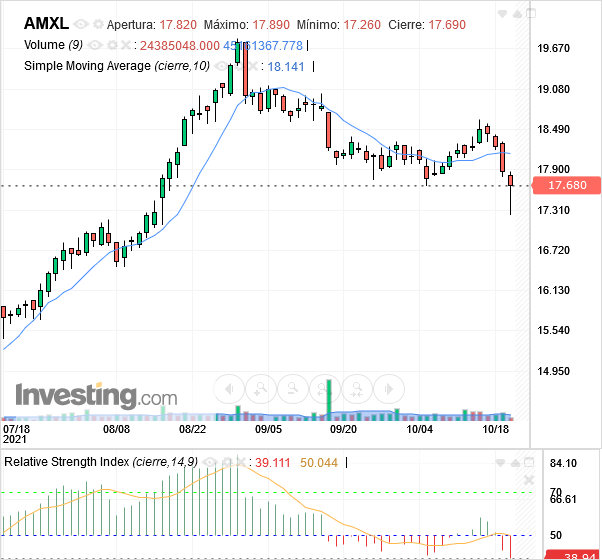 AMXL Apertura: 17.820 Máximo: 17.890 Mínimo: 17.260 Cierre: 17.690
Volume (9) 24385048.000 45161367.778
Simple Moving Average (cierre,10) 18.141
19.670
19.080
18.490
17.900
17.680
17.310
16.720
16.130
15.540
14.950
Investing.com
07/18 08/08 08/22 09/05 09/20 10/04 10/18
2021
Relative Strength Index (cierre,14,9) 39.111 50.044
84.10
70
66.61
50
38.94